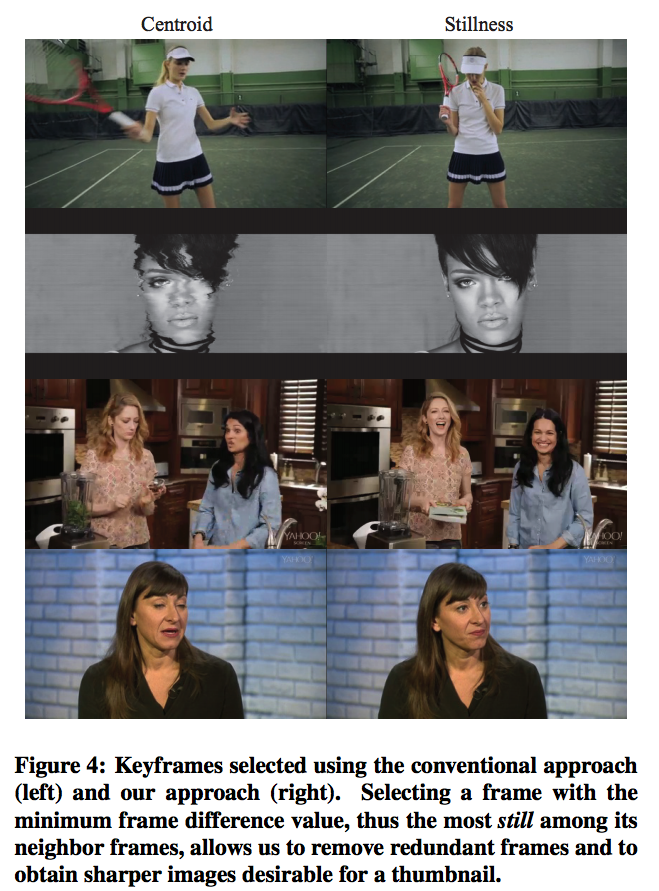 Centroid Stillness
YAHOO!
SCREEN
YAHOO!
SCREEN
Figure 4: Keyframes selected using the conventional approach
(left) and our approach (right). Selecting a frame with the
minimum frame difference value, thus the most still among its
neighbor frames, allows us to remove redundant frames and to
obtain sharper images desirable for a thumbnail.